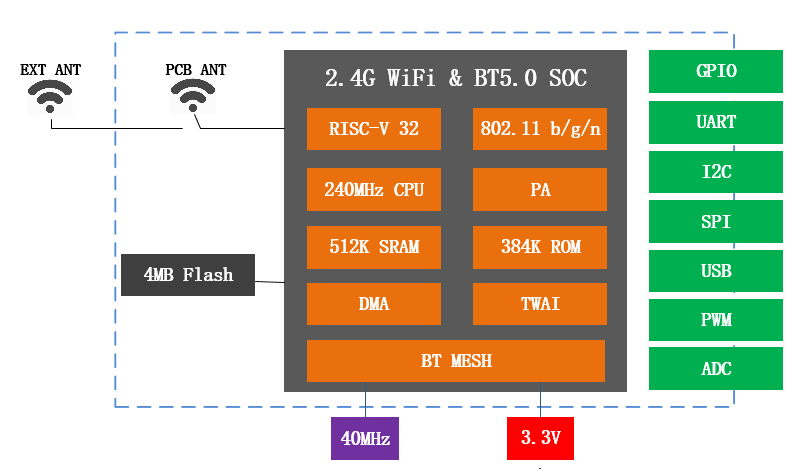 EXT ANT
PCB ANT
2.4G WiFi & BT5.0 SOC
RISC-V 32
802.11 b/g/n
240MHz CPU
PA
512K SRAM
384K ROM
4MB Flash
DMA
TWAI
BT MESH
40MHz
3.3V
GPIO
UART
I2C
SPI
USB
PWM
ADC